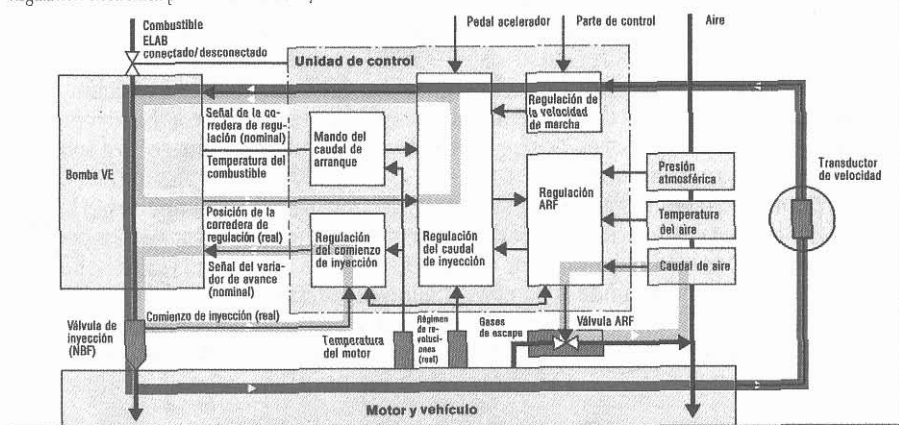 Combustible
ELAB
conectado/desconectado
Pedal acelerador
Parte de control
Aire
Unidad de control
Señal de la co-
rredera de regu-
lación (nominal)
Temperatura del
combustible
Bomba VE
Posición de la
corredera de
regulación (real)
Señal del varia-
dor de avance
(nominal)
Mando del
caudal de
arranque
Regulación
del comienzo
de inyección
Regulación
del caudal
de inyección
Regulación de
la velocidad
de marcha
Regulación
ARF
Presión
atmosférica
Temperatura
del aire
Caudal de aire
Transductor
de velocidad
Válvula de
inyección
(NBF)
Comienzo de inyección (real)
Temperatura
del motor
Régimen
de re-
voluci-
ones
(real)
Gases
de escape
Válvula ARF
Motor y vehículo